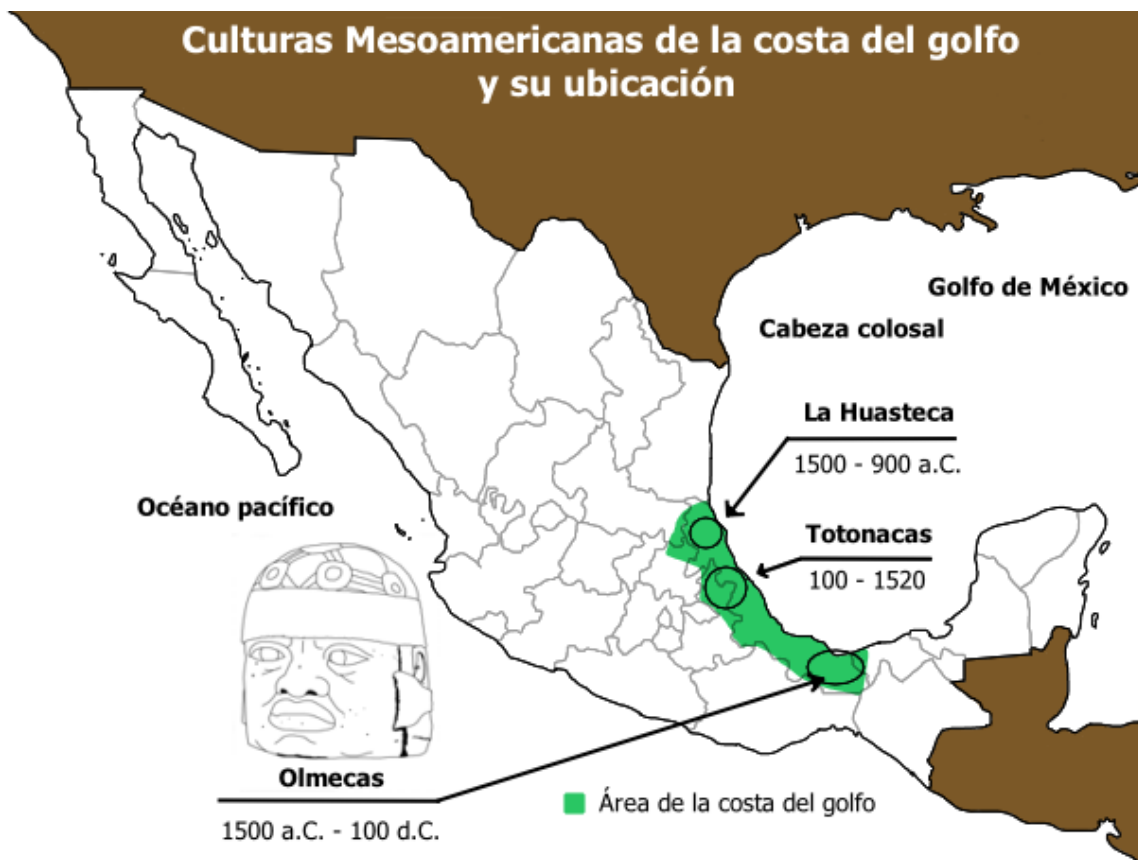 Culturas Mesoamericanas de la costa del golfo
y su ubicación
Golfo de México
Cabeza colosal
La Huasteca
1500 - 900 a.C.
Océano pacífico
Totonacas
100 - 1520
Olmecas
1500 a.C. - 100 d.C.
Área de la costa del golfo